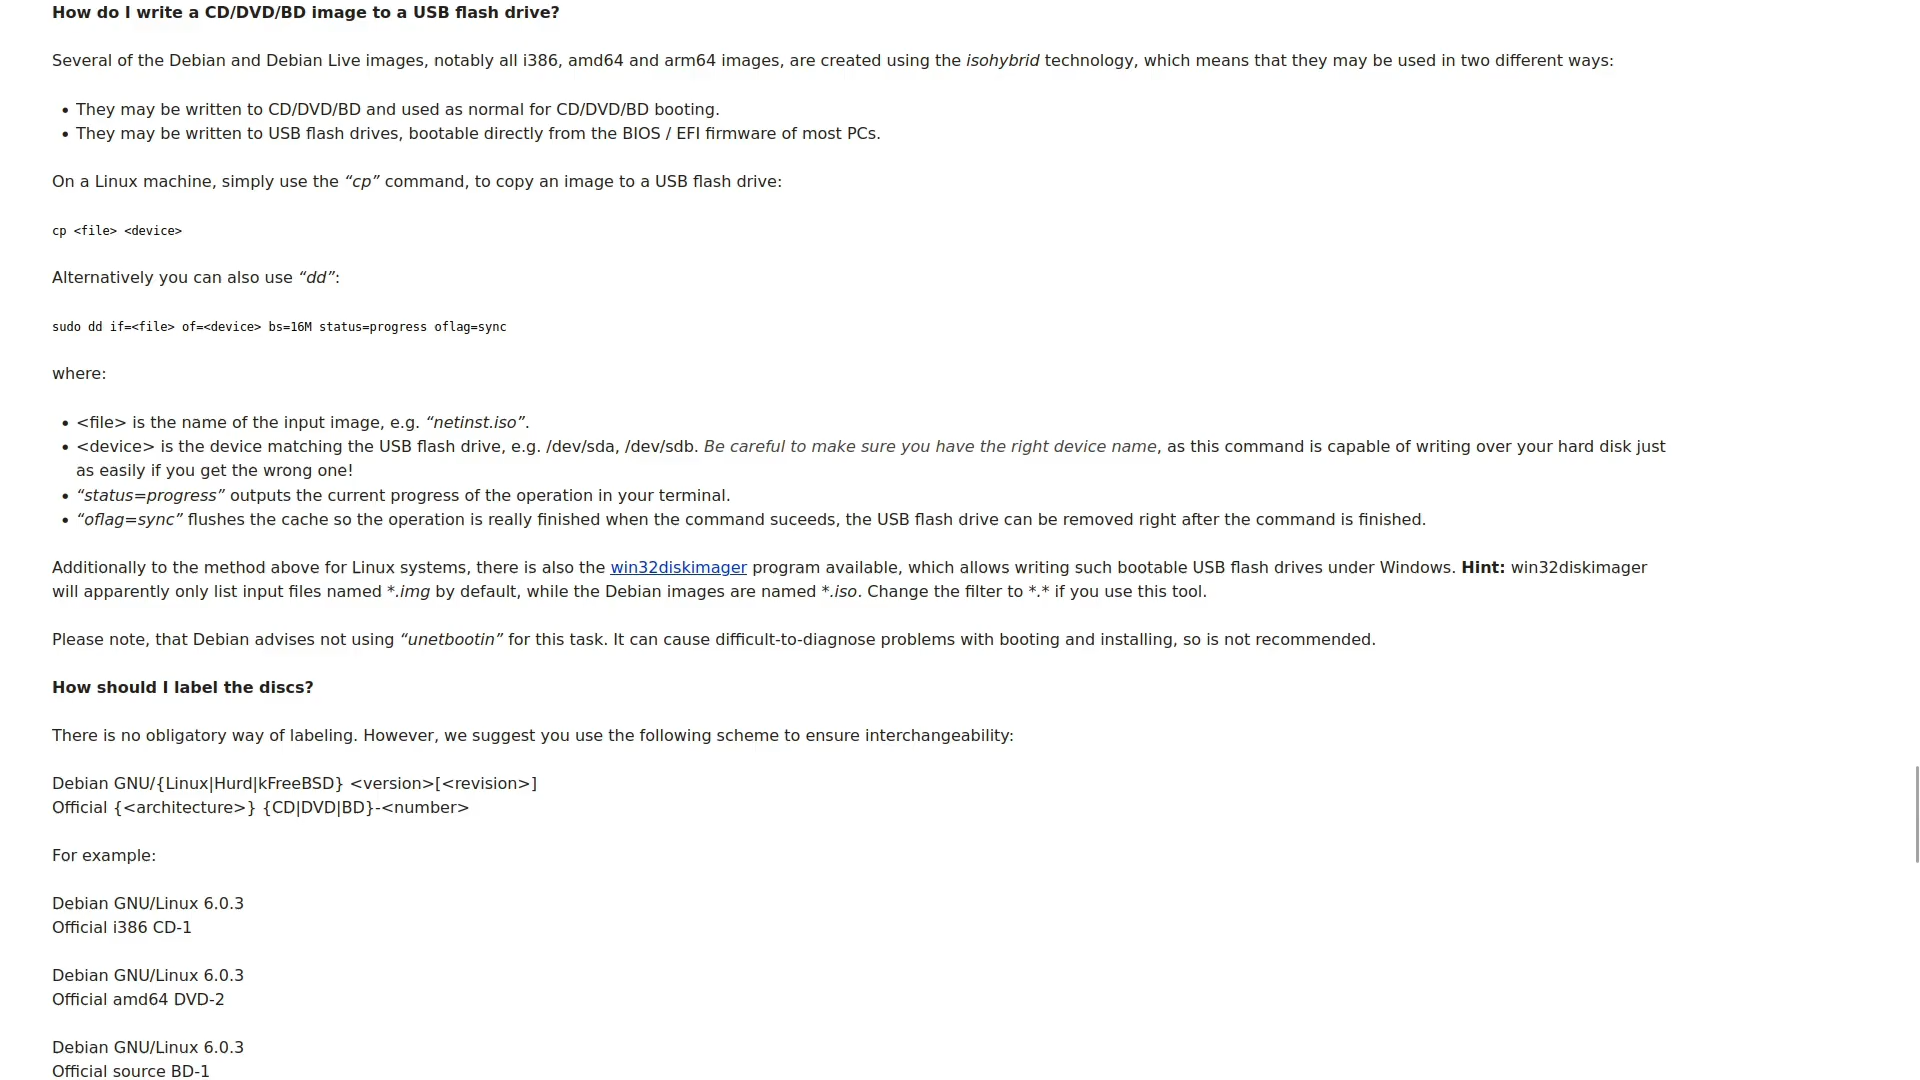 How do I write a CD/DVD/BD image to a USB flash drive?
Several of the Debian and Debian Live images, notably all i386, amd64 and arm64 images, are created using the isohybrid technology, which means that they may be used in two different ways:
• They may be written to CD/DVD/BD and used as normal for CD/DVD/BD booting.
• They may be written to USB flash drives, bootable directly from the BIOS / EFI firmware of most PCs.
On a Linux machine, simply use the “cp” command, to copy an image to a USB flash drive:
cp <file> <device>
Alternatively you can also use “dd”:
sudo dd if=<file> of=<device> bs=16M status=progress oflag=sync
where:
• <file> is the name of the input image, e.g. “netinst.iso”.
• <device> is the device matching the USB flash drive, e.g. /dev/sda, /dev/sdb. Be careful to make sure you have the right device name, as this command is capable of writing over your hard disk just
as easily if you get the wrong one!
• “status=progress” outputs the current progress of the operation in your terminal.
• “oflag=sync” flushes the cache so the operation is really finished when the command suceeds, the USB flash drive can be removed right after the command is finished.
Additionally to the method above for Linux systems, there is also the win32diskimager program available, which allows writing such bootable USB flash drives under Windows. Hint: win32diskimager
will apparently only list input files named *.img by default, while the Debian images are named *.iso. Change the filter to *.* if you use this tool.
Please note, that Debian advises not using “unetbootin” for this task. It can cause difficult-to-diagnose problems with booting and installing, so is not recommended.
How should I label the discs?
There is no obligatory way of labeling. However, we suggest you use the following scheme to ensure interchangeability:
Debian GNU/{Linux|Hurd|kFreeBSD} <version>[<revision>]
Official {<architecture>} {CD|DVD|BD}-<number>
For example:
Debian GNU/Linux 6.0.3
Official i386 CD-1
Debian GNU/Linux 6.0.3
Official amd64 DVD-2
Debian GNU/Linux 6.0.3
Official source BD-1